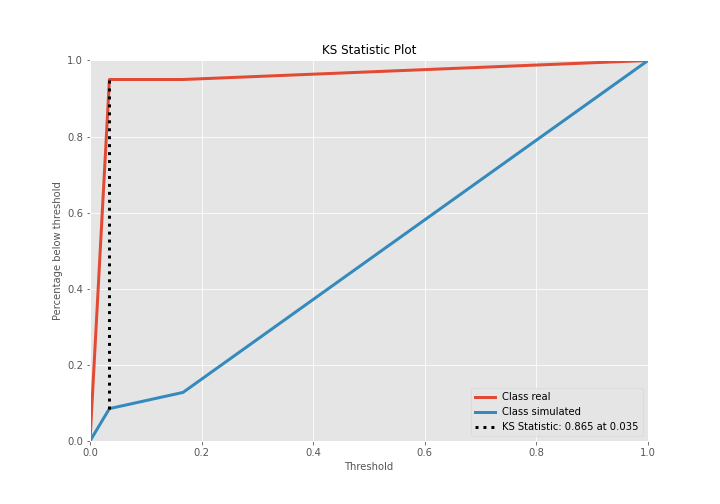 KS Statistic Plot
1.0
0.8
0.6
0.4
0.2
0.0
Percentage below threshold
0.0 0.2 0.4 0.6 0.8 1.0
Threshold
Class real
Class simulated
KS Statistic: 0.865 at 0.035